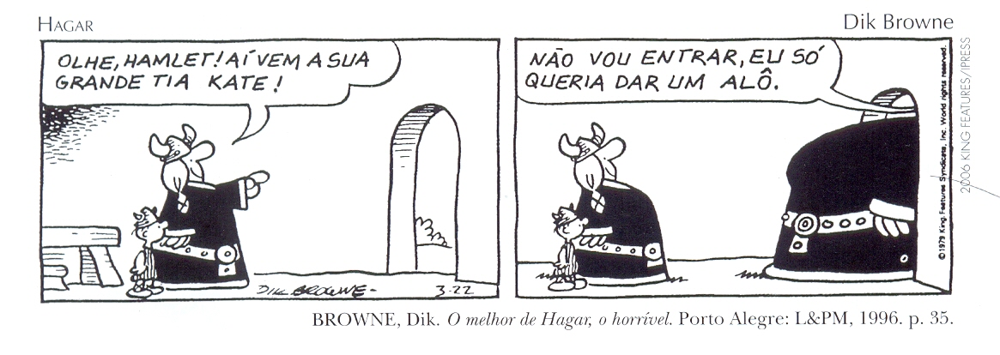 HAGAR
Dik Browne
OLHE, HAMLET! AÍ VEM A SUA
GRANDE TIA KATE!
DIK BROWNE-
3-22
NÃO VOU ENTRAR, EU SÓ
QUERIA DAR UM ALÔ.
©1979 King Features Syndicate, Inc. World rights reserved.
2006 KING FEATURES/IPRESS
BROWNE, Dik. O melhor de Hagar, o horrível. Porto Alegre: L&PM, 1996. p. 35.